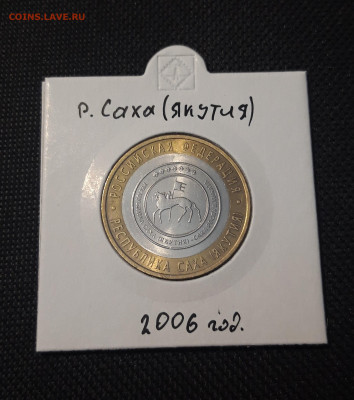 COINS.LAVE.RU
р. Саха (Якутия)
• РОССИЙСКАЯ ФЕДЕРАЦИЯ •
РЕСПУБЛИКА САХА (ЯКУТИЯ)
2006 год.